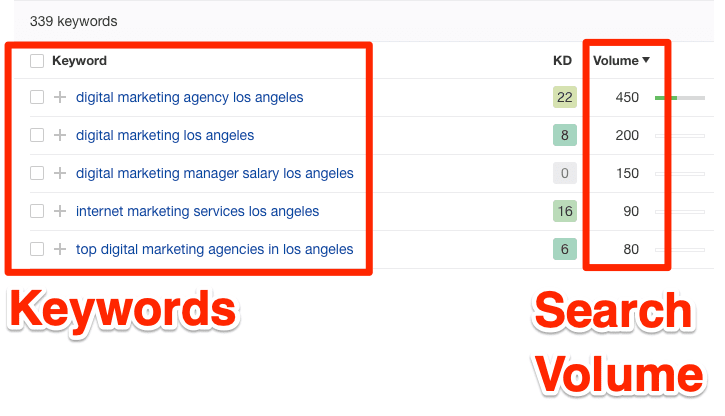 339 keywords
Keyword KD Volume
digital marketing agency los angeles 22 450
digital marketing los angeles 8 200
digital marketing manager salary los angeles 0 150
internet marketing services los angeles 16 90
top digital marketing agencies in los angeles 6 80
Keywords
Search
Volume